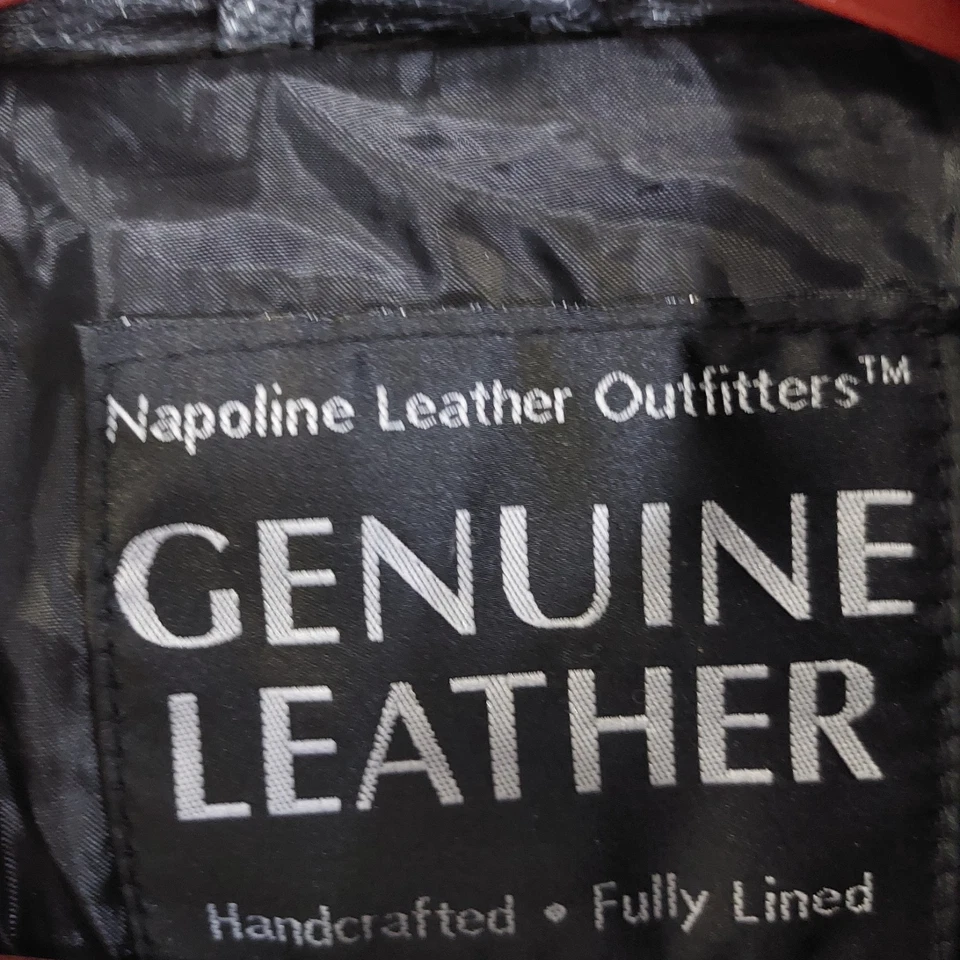 Napoline Leather Outfitters™
GENUINE
LEATHER
Handcrafted • Fully Lined